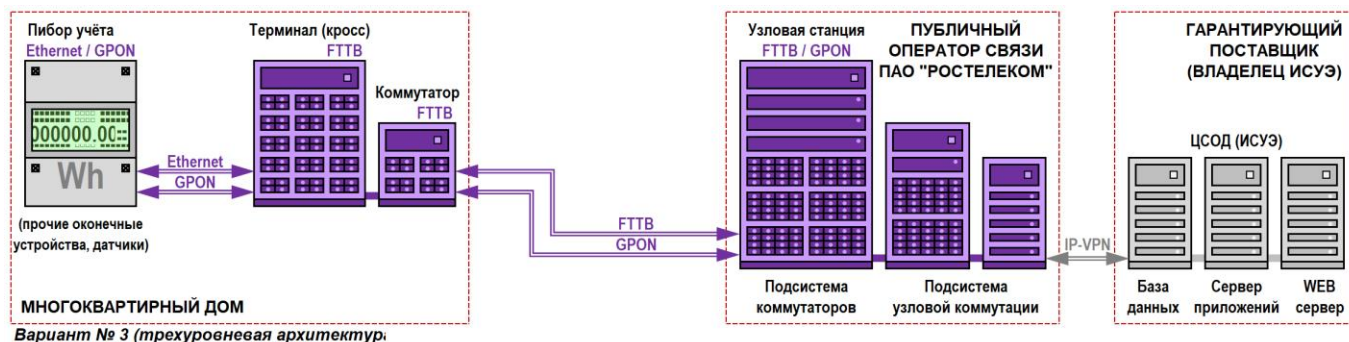 Пибор учёта
Ethernet / GPON
000000.00
Wh
(прочие оконечные
устройства, датчики)
Терминал (кросс)
FTTB
Коммутатор
FTTB
Ethernet
GPON
МНОГОКВАРТИРНЫЙ ДОМ
FTTB
GPON
Узловая станция
FTTB / GPON
ПУБЛИЧНЫЙ
ОПЕРАТОР СВЯЗИ
ПАО "РОСТЕЛЕКОМ"
Подсистема
коммутаторов
Подсистема
узловой коммутации
IP-VPN
ГАРАНТИРУЮЩИЙ
ПОСТАВЩИК
(ВЛАДЕЛЕЦ ИСУЭ)
ЦСОД (ИСУЭ)
База
данных
Сервер
приложений
WEB
сервер
Вариант № 3 (трехуровневая архитектура